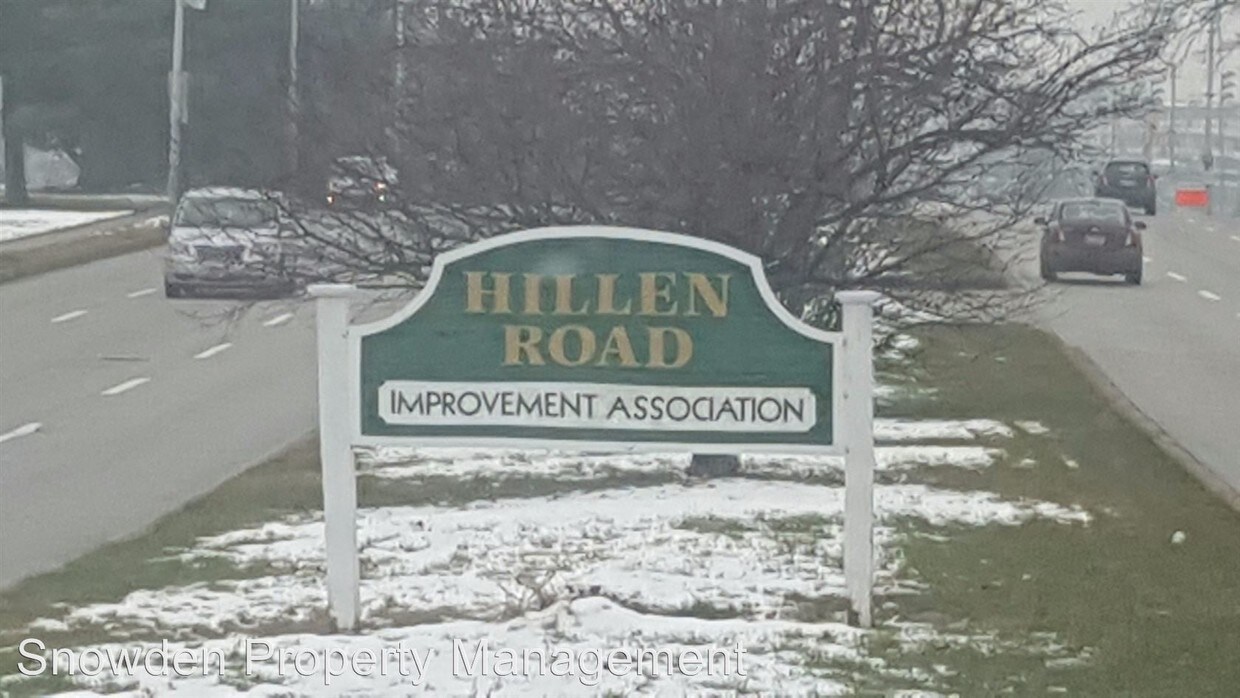 HILLEN
ROAD
IMPROVEMENT ASSOCIATION
Snowden Property Management